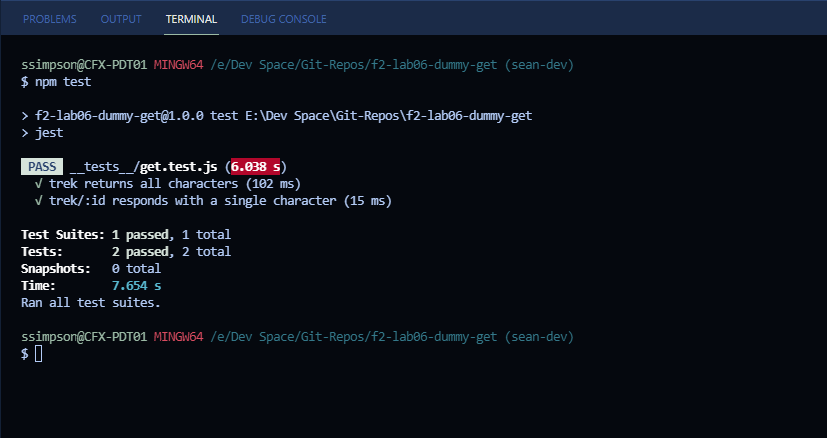 PROBLEMS OUTPUT TERMINAL DEBUG CONSOLE
ssimpson@CFX-PDT01 MINGW64 /e/Dev Space/Git-Repos/f2-lab06-dummy-get (sean-dev)
$ npm test
> f2-lab06-dummy-get@1.0.0 test E:\Dev Space\Git-Repos\f2-lab06-dummy-get
> jest
PASS __tests__/get.test.js (6.038 s)
√ trek returns all characters (102 ms)
√ trek/:id responds with a single character (15 ms)
Test Suites: 1 passed, 1 total
Tests: 2 passed, 2 total
Snapshots: 0 total
Time: 7.654 s
Ran all test suites.
ssimpson@CFX-PDT01 MINGW64 /e/Dev Space/Git-Repos/f2-lab06-dummy-get (sean-dev)
$